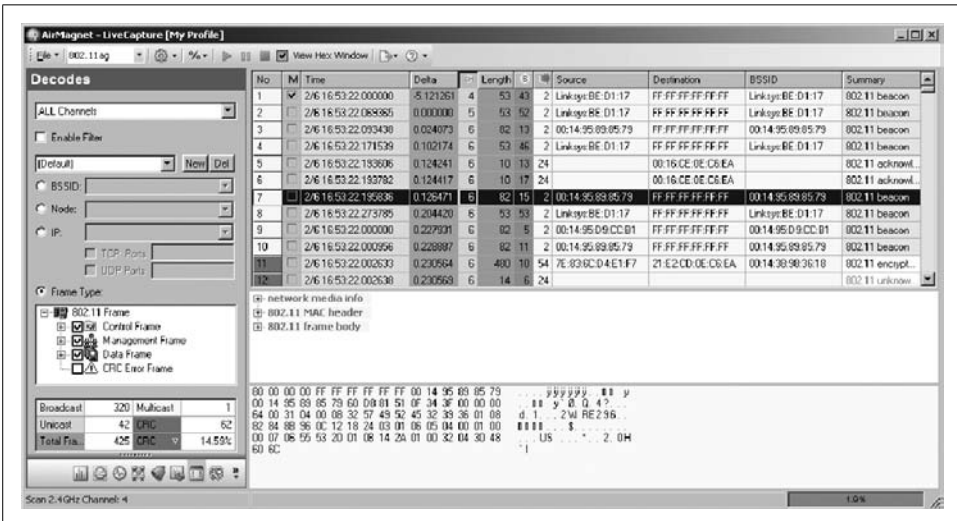 AirMagnet - LiveCapture [My Profile]
File 802.11ag View Hex Window
Decodes
ALL Channels
Enable Filter
[Default] New Del
BSSID:
Node:
IP:
TCP Ports
UDP Ports
Frame Type:
802.11 Frame
Control Frame
Management Frame
Data Frame
CRC Error Frame
Broadcast 320 Multicast 1
Unicast 42 CRC 62
Total Fra... 425 CRC 14.59%
No M Time Delta Length S Source Destination BSSID Summary
1 2/6 16:53:22.000000 -5.121261 4 53 43 2 Linksys:BE:D1:17 FF:FF:FF:FF:FF:FF Linksys:BE:D1:17 802.11 beacon
2 2/6 16:53:22.069365 0.000000 5 53 52 2 Linksys:BE:D1:17 FF:FF:FF:FF:FF:FF Linksys:BE:D1:17 802.11 beacon
3 2/6 16:53:22.093438 0.024073 6 82 13 2 00:14:95:89:85:79 FF:FF:FF:FF:FF:FF 00:14:95:89:85:79 802.11 beacon
4 2/6 16:53:22.171539 0.102174 6 53 46 2 Linksys:BE:D1:17 FF:FF:FF:FF:FF:FF Linksys:BE:D1:17 802.11 beacon
5 2/6 16:53:22.193606 0.124241 6 10 13 24 00:16:CE:0E:C6:EA 802.11 acknowl...
6 2/6 16:53:22.193782 0.124417 6 10 17 24 00:16:CE:0E:C6:EA 802.11 acknowl...
7 2/6 16:53:22.195836 0.126471 6 82 15 2 00:14:95:89:85:79 FF:FF:FF:FF:FF:FF 00:14:95:89:85:79 802.11 beacon
8 2/6 16:53:22.273785 0.204420 6 53 53 2 Linksys:BE:D1:17 FF:FF:FF:FF:FF:FF Linksys:BE:D1:17 802.11 beacon
9 2/6 16:53:22.000000 0.227931 6 82 5 2 00:14:95:D9:CC:B1 FF:FF:FF:FF:FF:FF 00:14:95:D9:CC:B1 802.11 beacon
10 2/6 16:53:22.000956 0.228887 6 82 11 2 00:14:95:89:85:79 FF:FF:FF:FF:FF:FF 00:14:95:89:85:79 802.11 beacon
11 2/6 16:53:22.002633 0.230564 6 480 10 54 7E:83:6C:D4:E1:F7 21:E2:CD:0E:C6:EA 00:14:38:98:36:18 802.11 encrypt...
12 2/6 16:53:22.002638 0.230569 6 14 6 24 802.11 unknow...
network media info
802.11 MAC header
802.11 frame body
80 00 00 00 FF FF FF FF FF FF 00 14 95 89 85 79
00 14 95 89 85 79 60 D8 81 51 0F 34 3F 00 00 00
64 00 31 04 00 08 32 57 49 52 45 32 39 36 01 08 d.1...2WIRE296..
82 84 8B 96 0C 12 18 24 03 01 06 05 04 00 01 00
00 07 06 55 53 20 01 0B 14 2A 01 00 32 04 30 48
60 6C
Scan 2.4GHz Channel: 4 1.0%